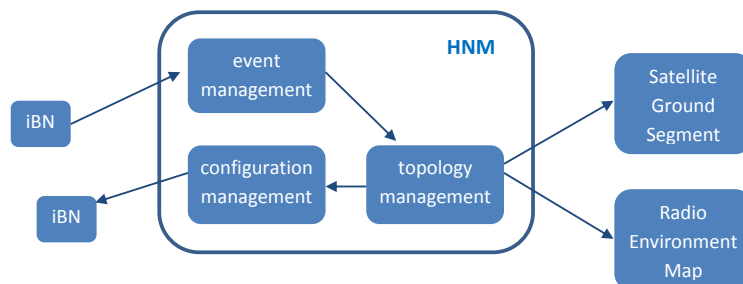 HNM
event
management
iBN
configuration
management
topology
management
iBN
Satellite
Ground
Segment
Radio
Environment
Map